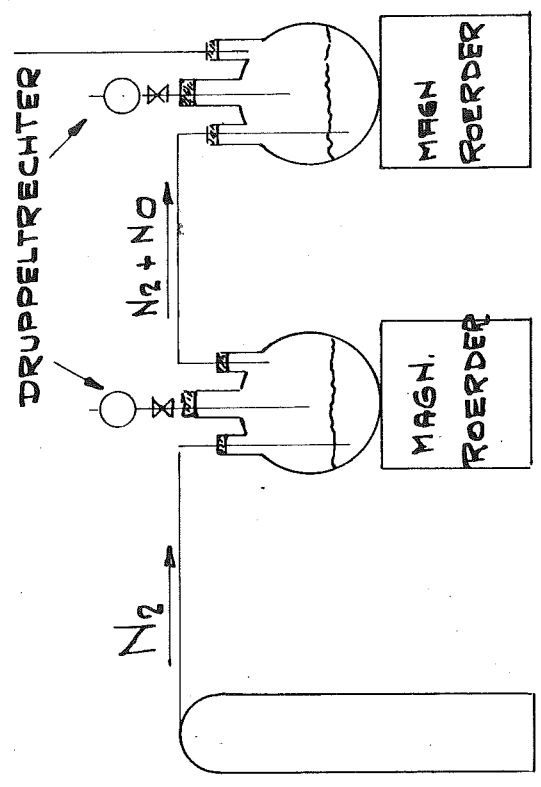 DRUPPELTRECHTER
N2
N2 + NO
MAGN.
ROERDER
MAGN
ROERDER